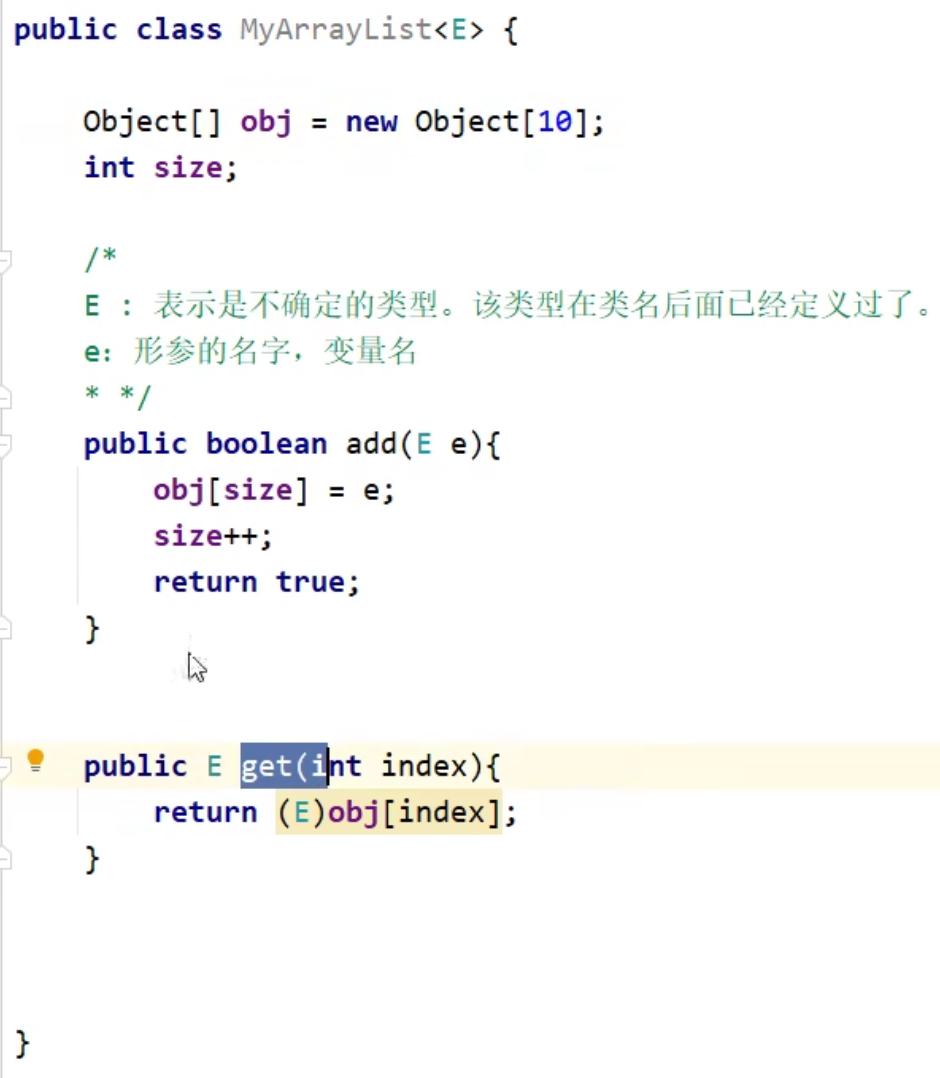 public class MyArrayList<E> {
Object[] obj = new Object[10];
int size;
/*
E : 表示是不确定的类型。该类型在类名后面已经定义过了。
e: 形参的名字，变量名
* */
public boolean add(E e){
obj[size] = e;
size++;
return true;
}
public E get(int index){
return (E)obj[index];
}
}